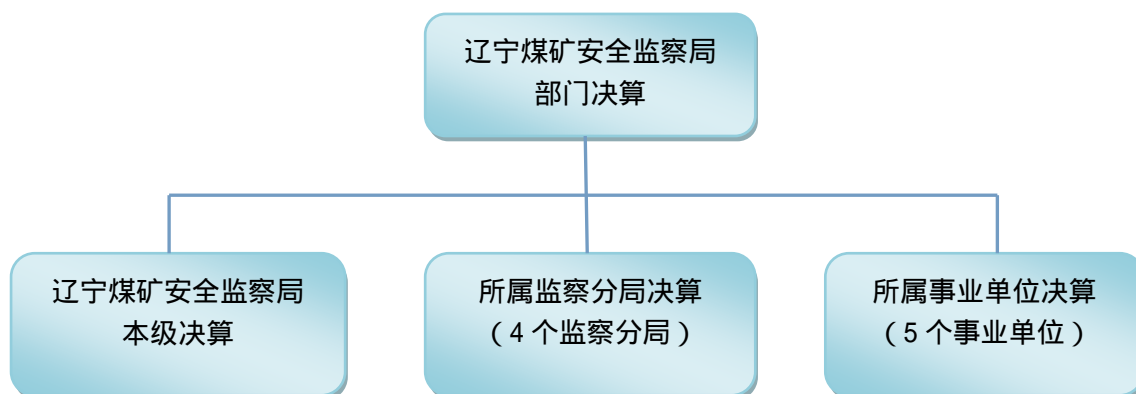 辽宁煤矿安全监察局
部门决算
辽宁煤矿安全监察局
本级决算
所属监察分局决算
（4 个监察分局）
所属事业单位决算
（5 个事业单位）